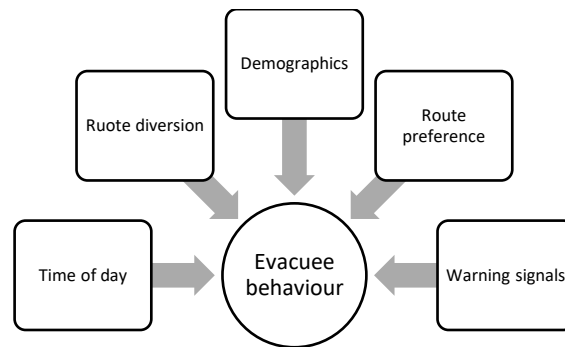 Demographics
Ruote diversion
Route
preference
Time of day
Evacuee
behaviour
Warning signals